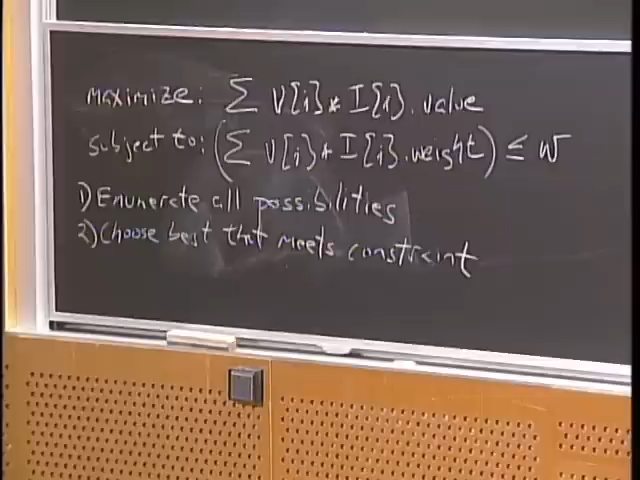 maximize: Σ V[i] * I[i].value
subject to: (Σ V[i] * I[i].weight) ≤ w
1) Enumerate all possibilities
2) Choose best that meets constraint